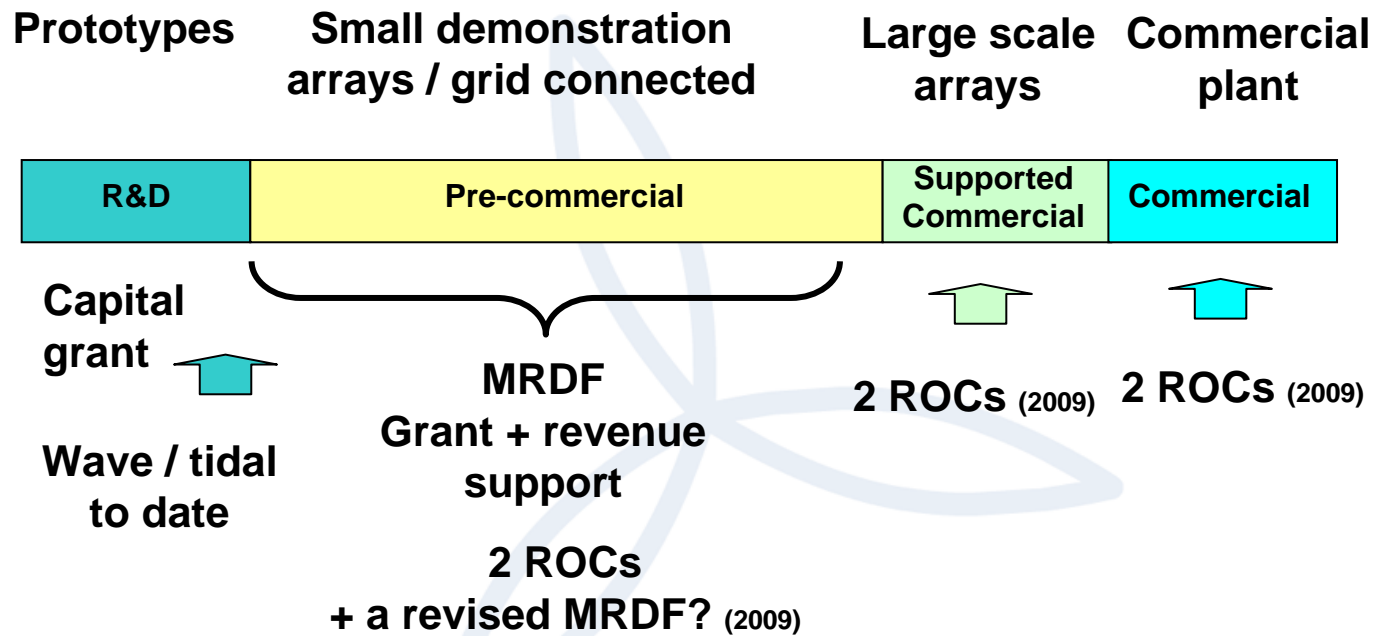 Prototypes
Small demonstration
arrays / grid connected
Large scale
arrays
Commercial
plant
R&D
Pre-commercial
Supported
Commercial
Commercial
Capital
grant
Wave / tidal
to date
MRDF
Grant + revenue
support
2 ROCs
+ a revised MRDF? (2009)
2 ROCs (2009)
2 ROCs (2009)